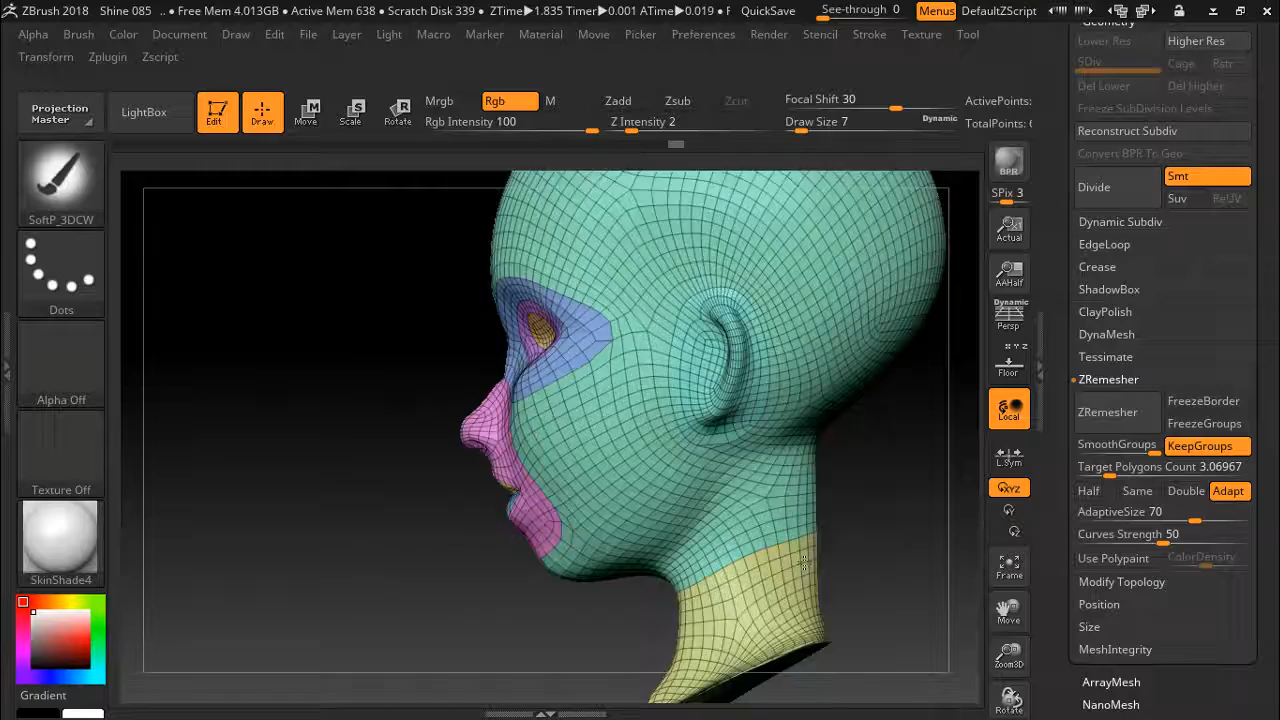 ZBrush 2018 Shine 085 .. • Free Mem 4.013GB • Active Mem 638 • Scratch Disk 339 • ZTime▶1.835 Timer▶0.001 ATime▶0.019 • QuickSave See-through 0 Menus DefaultZScript
Alpha Brush Color Document Draw Edit File Layer Light Macro Marker Material Movie Picker Preferences Render Stencil Stroke Texture Tool
Transform Zplugin Zscript
Projection Master
LightBox
Edit
Draw
Move
Scale
Rotate
Mrgb Rgb M
Rgb Intensity 100
Zadd Zsub Zcut
Z Intensity 2
Focal Shift 30
Draw Size 7
Dynamic
ActivePoints:
TotalPoints:
SoftP_3DCW
Dots
Alpha Off
Texture Off
SkinShade4
Gradient
BPR
SPix 3
Actual
AAHalf
Dynamic
Persp
X Y Z
Floor
Local
L.Sym
XYZ
Y
Z
Frame
Move
Zoom3D
Rotate
Geometry
Lower Res Higher Res
SDiv Cage Rstr
Del Lower Del Higher
Freeze SubDivision Levels
Reconstruct Subdiv
Convert BPR To Geo
Divide
Smt
Suv ReUV
Dynamic Subdiv
EdgeLoop
Crease
ShadowBox
ClayPolish
DynaMesh
Tessimate
ZRemesher
ZRemesher
FreezeBorder
FreezeGroups
SmoothGroups KeepGroups
Target Polygons Count 3.06967
Half Same Double Adapt
AdaptiveSize 70
Curves Strength 50
Use Polypaint ColorDensity
Modify Topology
Position
Size
MeshIntegrity
ArrayMesh
NanoMesh